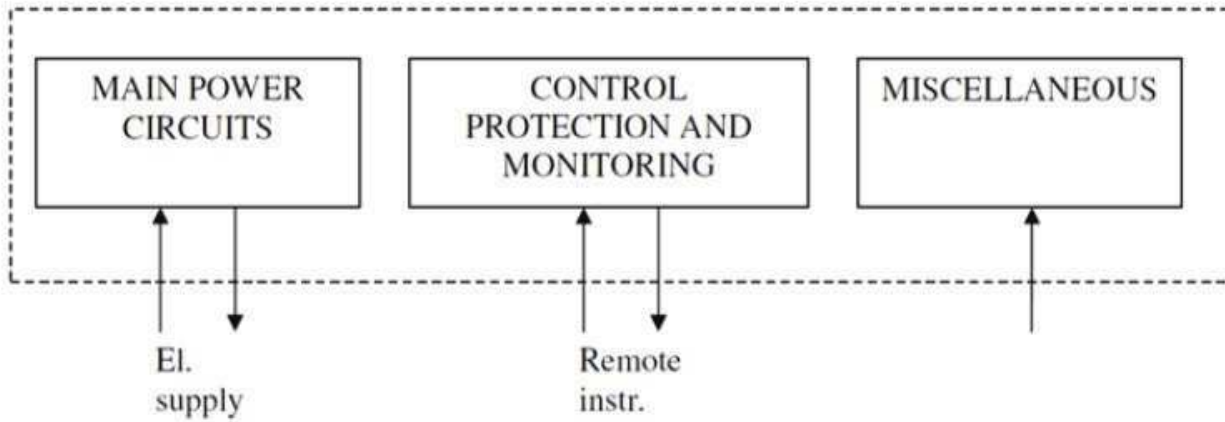 MAIN POWER
CIRCUITS
CONTROL
PROTECTION AND
MONITORING
MISCELLANEOUS
El.
supply
Remote
instr.